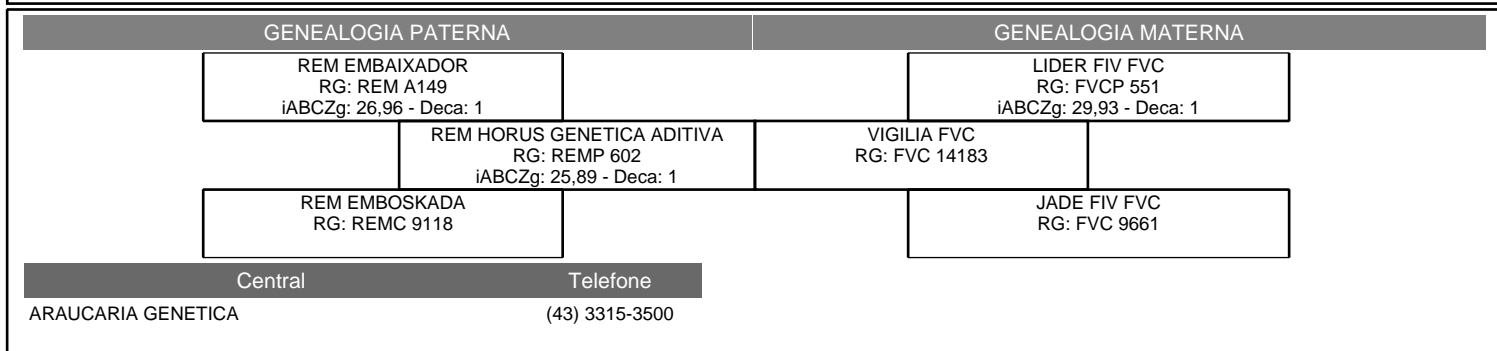 GENEALOGIA PATERNA
GENEALOGIA MATERNA
REM EMBAIXADOR
RG: REM A149
iABCZg: 26,96 - Deca: 1
LIDER FIV FVC
RG: FVCP 551
iABCZg: 29,93 - Deca: 1
REM HORUS GENETICA ADITIVA
RG: REMP 602
iABCZg: 25,89 - Deca: 1
VIGILIA FVC
RG: FVC 14183
REM EMBOSKADA
RG: REMC 9118
JADE FIV FVC
RG: FVC 9661
Central
Telefone
ARAUCARIA GENETICA
(43) 3315-3500